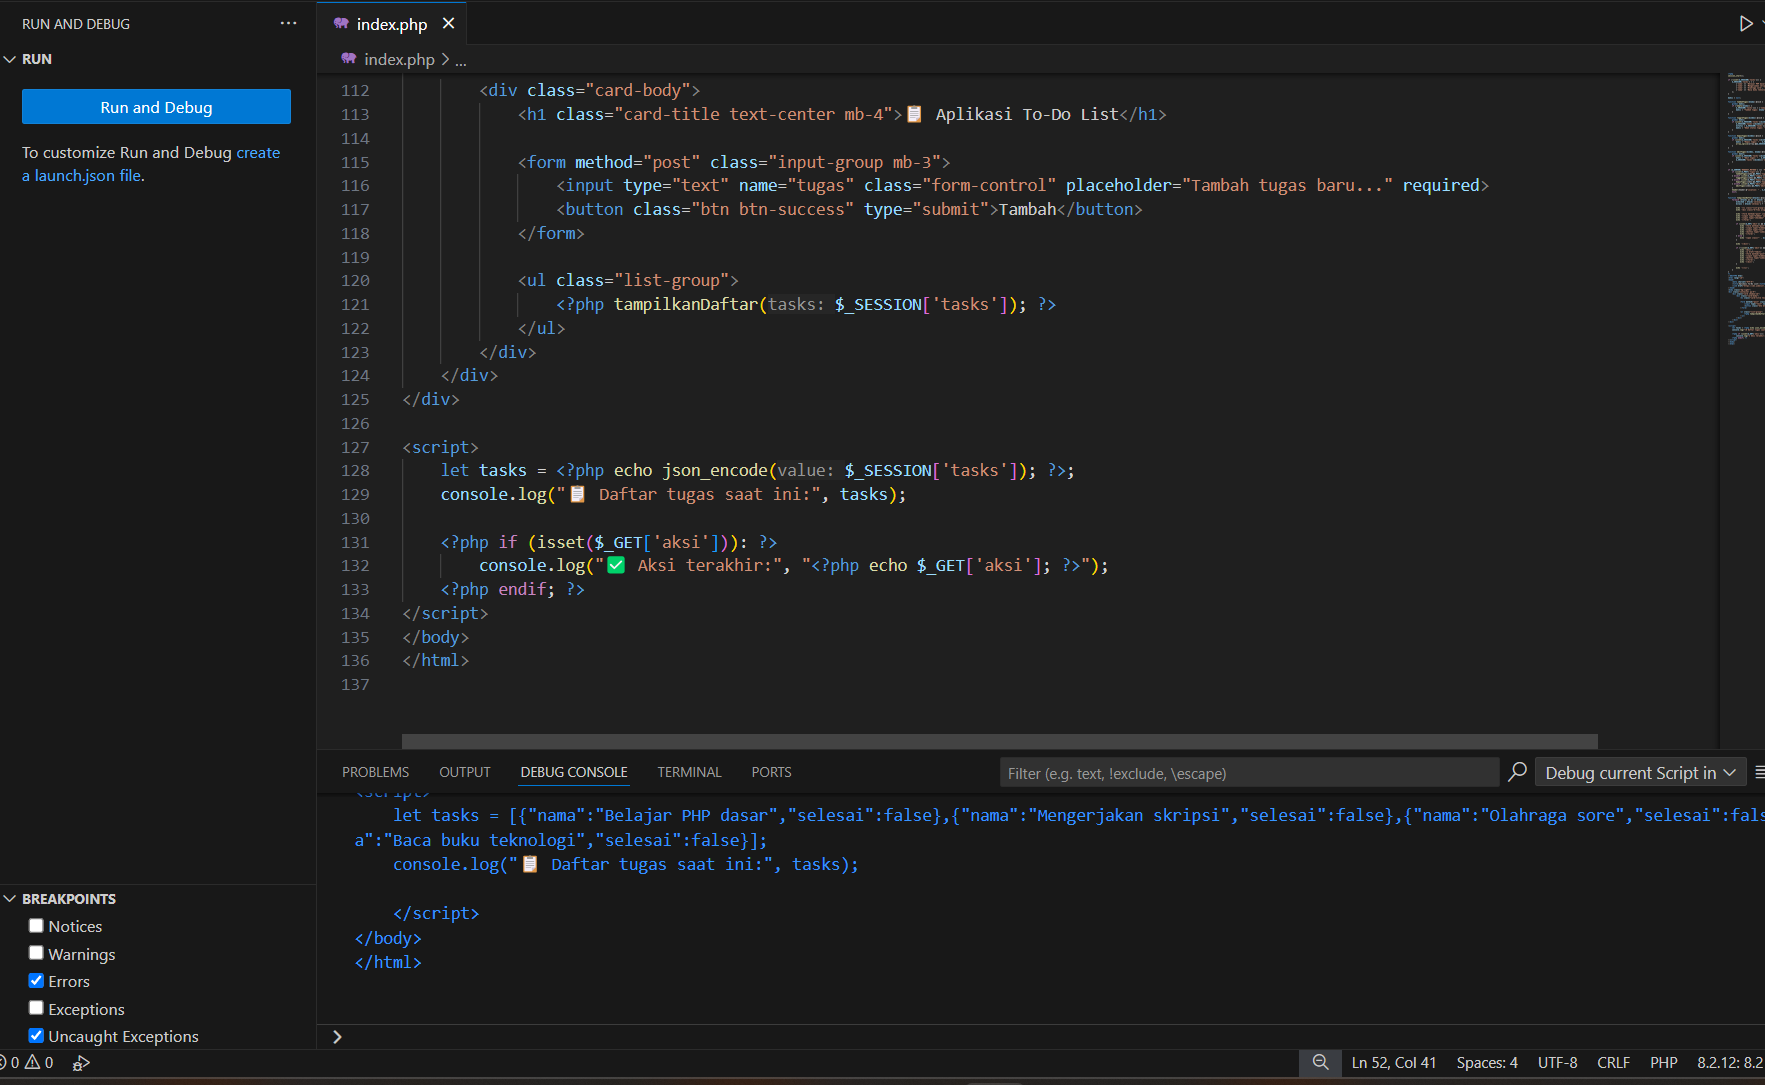 RUN AND DEBUG
···
RUN
Run and Debug
To customize Run and Debug create
a launch.json file.
BREAKPOINTS
Notices
Warnings
Errors
Exceptions
Uncaught Exceptions
index.php
index.php > ...
112 <div class="card-body">
113 <h1 class="card-title text-center mb-4">📋 Aplikasi To-Do List</h1>
114
115 <form method="post" class="input-group mb-3">
116 <input type="text" name="tugas" class="form-control" placeholder="Tambah tugas baru..." required>
117 <button class="btn btn-success" type="submit">Tambah</button>
118 </form>
119
120 <ul class="list-group">
121 <?php tampilkanDaftar(tasks: $_SESSION['tasks']); ?>
122 </ul>
123 </div>
124 </div>
125 </div>
126
127 <script>
128 let tasks = <?php echo json_encode(value: $_SESSION['tasks']); ?>;
129 console.log("📋 Daftar tugas saat ini:", tasks);
130
131 <?php if (isset($_GET['aksi'])): ?>
132 console.log("✅ Aksi terakhir:", "<?php echo $_GET['aksi']; ?>");
133 <?php endif; ?>
134 </script>
135 </body>
136 </html>
137
PROBLEMS OUTPUT DEBUG CONSOLE TERMINAL PORTS
Filter (e.g. text, !exclude, \escape)
Debug current Script in
<script>
let tasks = [{"nama":"Belajar PHP dasar","selesai":false},{"nama":"Mengerjakan skripsi","selesai":false},{"nama":"Olahraga sore","selesai":fals
a":"Baca buku teknologi","selesai":false}];
console.log("📋 Daftar tugas saat ini:", tasks);
</script>
</body>
</html>
0 0
Ln 52, Col 41 Spaces: 4 UTF-8 CRLF PHP 8.2.12: 8.2